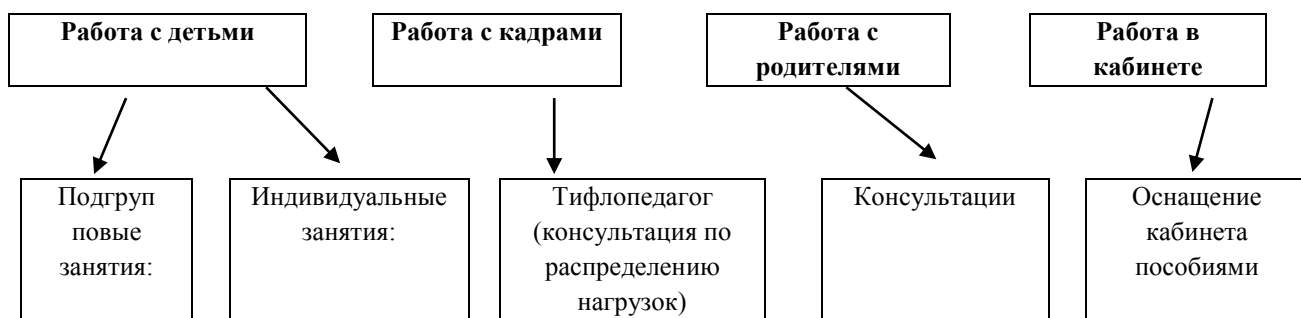 Работа с детьми
Работа с кадрами
Работа с
родителями
Работа в
кабинете
Подгруп
повые
занятия:
Индивидуальные
занятия:
Тифлопедагог
(консультация по
распределению
нагрузок)
Консультации
Оснащение
кабинета
пособиями